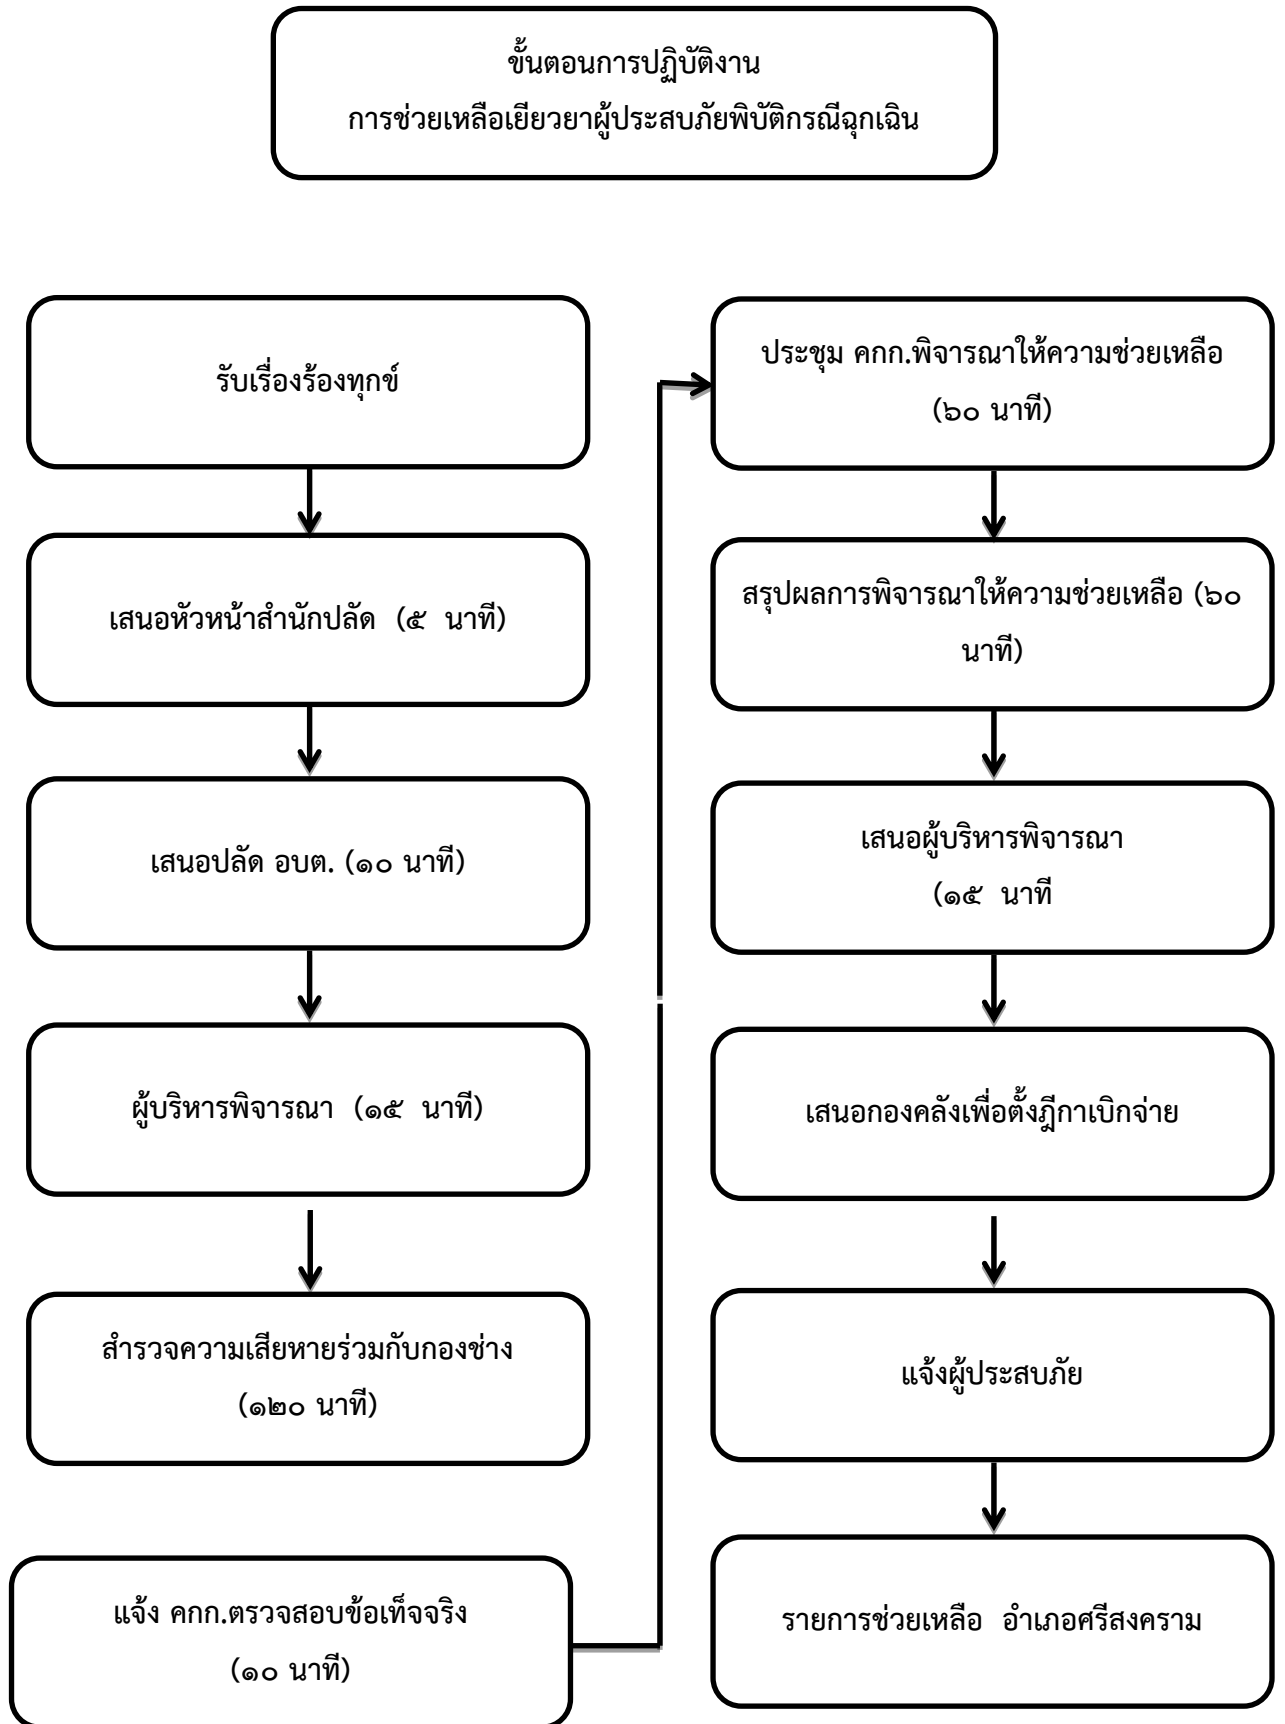 ขั้นตอนการปฏิบัติงาน
การช่วยเหลือเยียวยาผู้ประสบภัยพิบัติกรณีฉุกเฉิน
รับเรื่องร้องทุกข์
เสนอหัวหน้าสำนักปลัด (๕ นาที)
เสนอปลัด อบต. (๑๐ นาที)
ผู้บริหารพิจารณา (๑๕ นาที)
สำรวจความเสียหายร่วมกับกองช่าง
(๑๒๐ นาที)
แจ้ง คกก.ตรวจสอบข้อเท็จจริง
(๑๐ นาที)
ประชุม คกก.พิจารณาให้ความช่วยเหลือ
(๖๐ นาที)
สรุปผลการพิจารณาให้ความช่วยเหลือ (๖๐
นาที)
เสนอผู้บริหารพิจารณา
(๑๕ นาที
เสนอกองคลังเพื่อตั้งฎีกาเบิกจ่าย
แจ้งผู้ประสบภัย
รายการช่วยเหลือ อำเภอศรีสงคราม